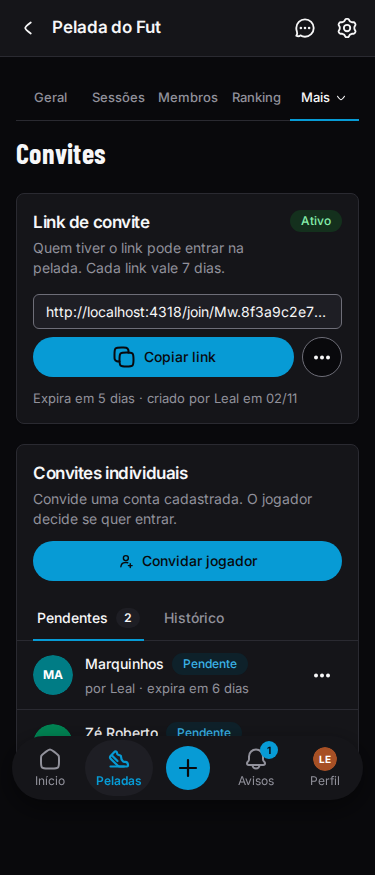 Pelada do Fut
Geral Sessões Membros Ranking Mais
Convites
Link de convite Ativo
Quem tiver o link pode entrar na
pelada. Cada link vale 7 dias.
http://localhost:4318/join/Mw.8f3a9c2e7...
Copiar link
Expira em 5 dias · criado por Leal em 02/11
Convites individuais
Convide uma conta cadastrada. O jogador
decide se quer entrar.
Convidar jogador
Pendentes 2 Histórico
MA Marquinhos Pendente
por Leal · expira em 6 dias
Zé Roberto Pendente
1
LE
Início Peladas Avisos Perfil